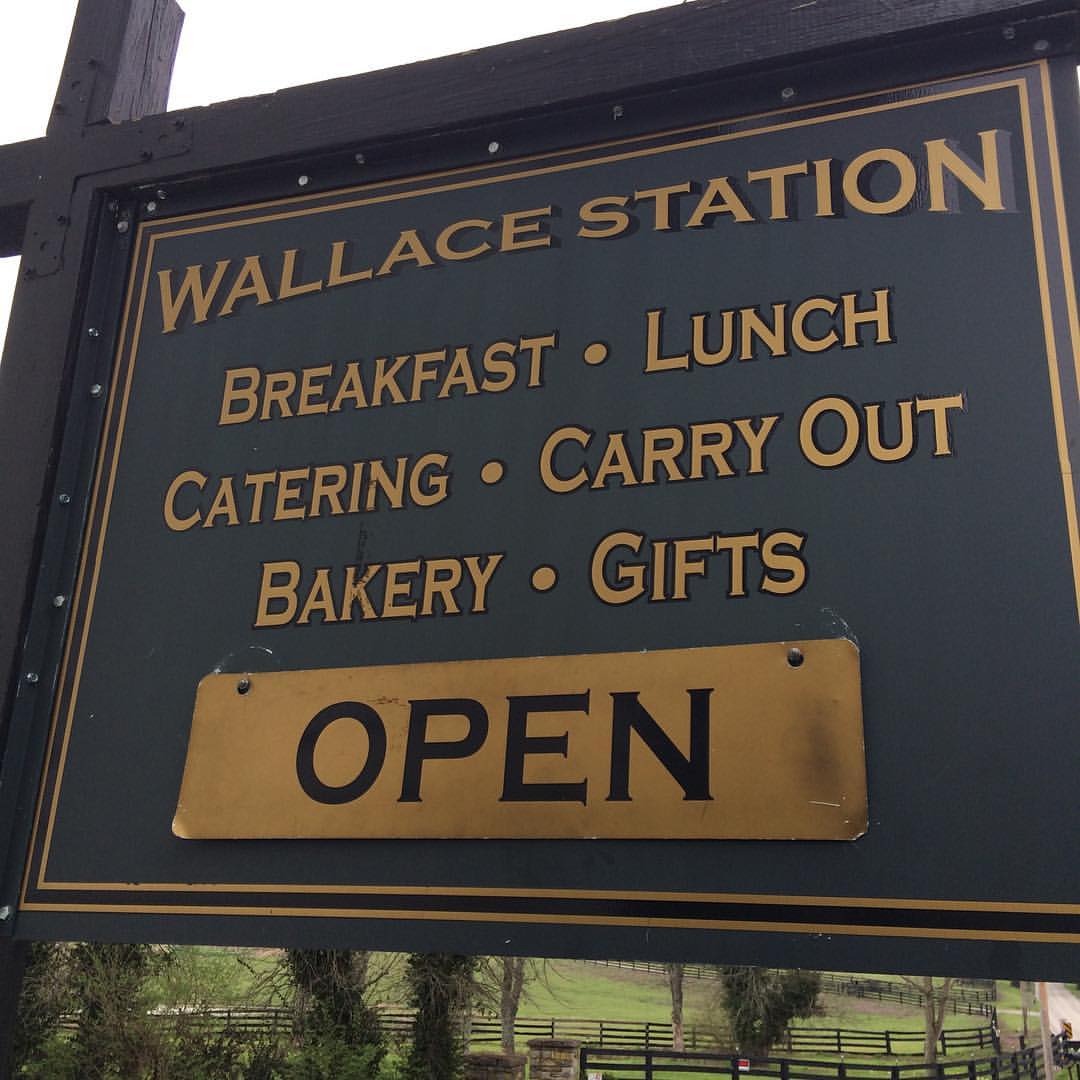 WALLACE STATION
BREAKFAST • LUNCH
CATERING • CARRY OUT
BAKERY • GIFTS
OPEN